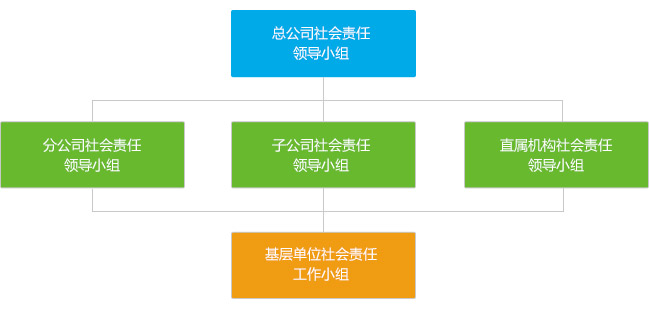 总公司社会责任
领导小组
分公司社会责任
领导小组
子公司社会责任
领导小组
直属机构社会责任
领导小组
基层单位社会责任
工作小组